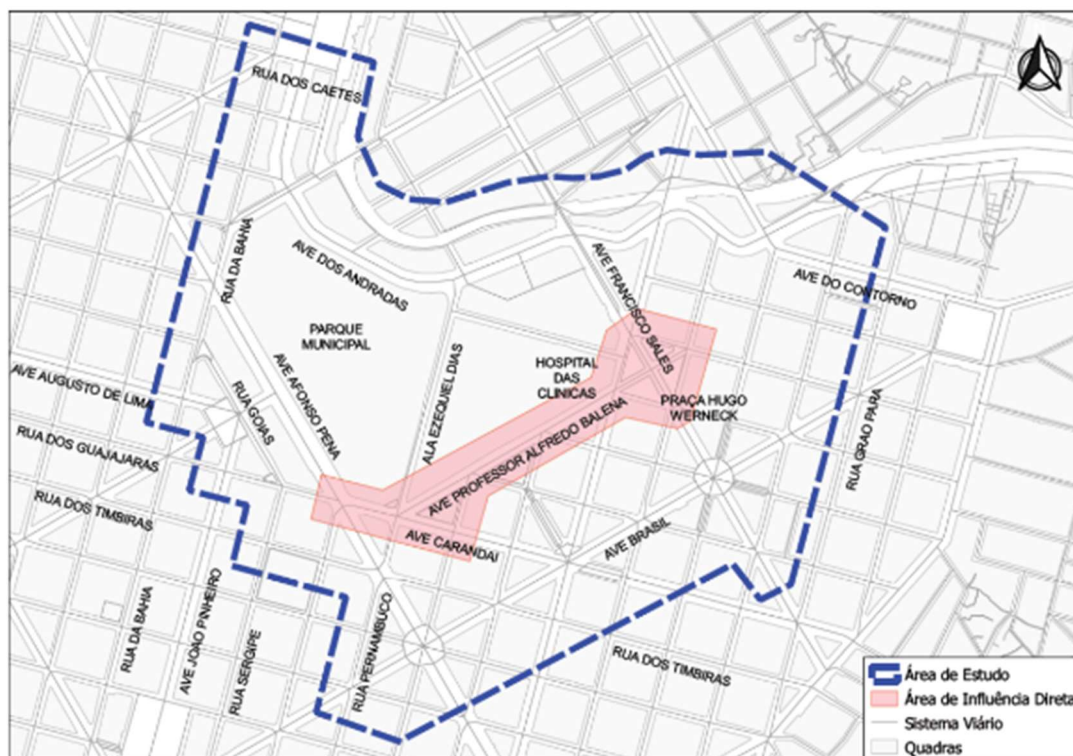 RUA DOS CAETES
RUA DA BAHIA
AVE DOS ANDRADAS
AVE FRANCISCO SALES
AVE DO CONTORNO
PARQUE
MUNICIPAL
AVE AFONSO PENA
ALA EZEQUIEL DIAS
HOSPITAL
DAS
CLINICAS
PRAÇA HUGO
WERNECK
AVE AUGUSTO DE LIMA
RUA GOIAS
RUA DOS GUAJAJARAS
AVE PROFESSOR ALFREDO BALENA
RUA GRAO PARA
RUA DOS TIMBIRAS
AVE CARANDAI
AVE BRASIL
RUA DA BAHIA
AVE JOAO PINHEIRO
RUA SERGIPE
RUA PERNAMBUCO
RUA DOS TIMBIRAS
Área de Estudo
Área de Influência Direta
Sistema Viário
Quadras